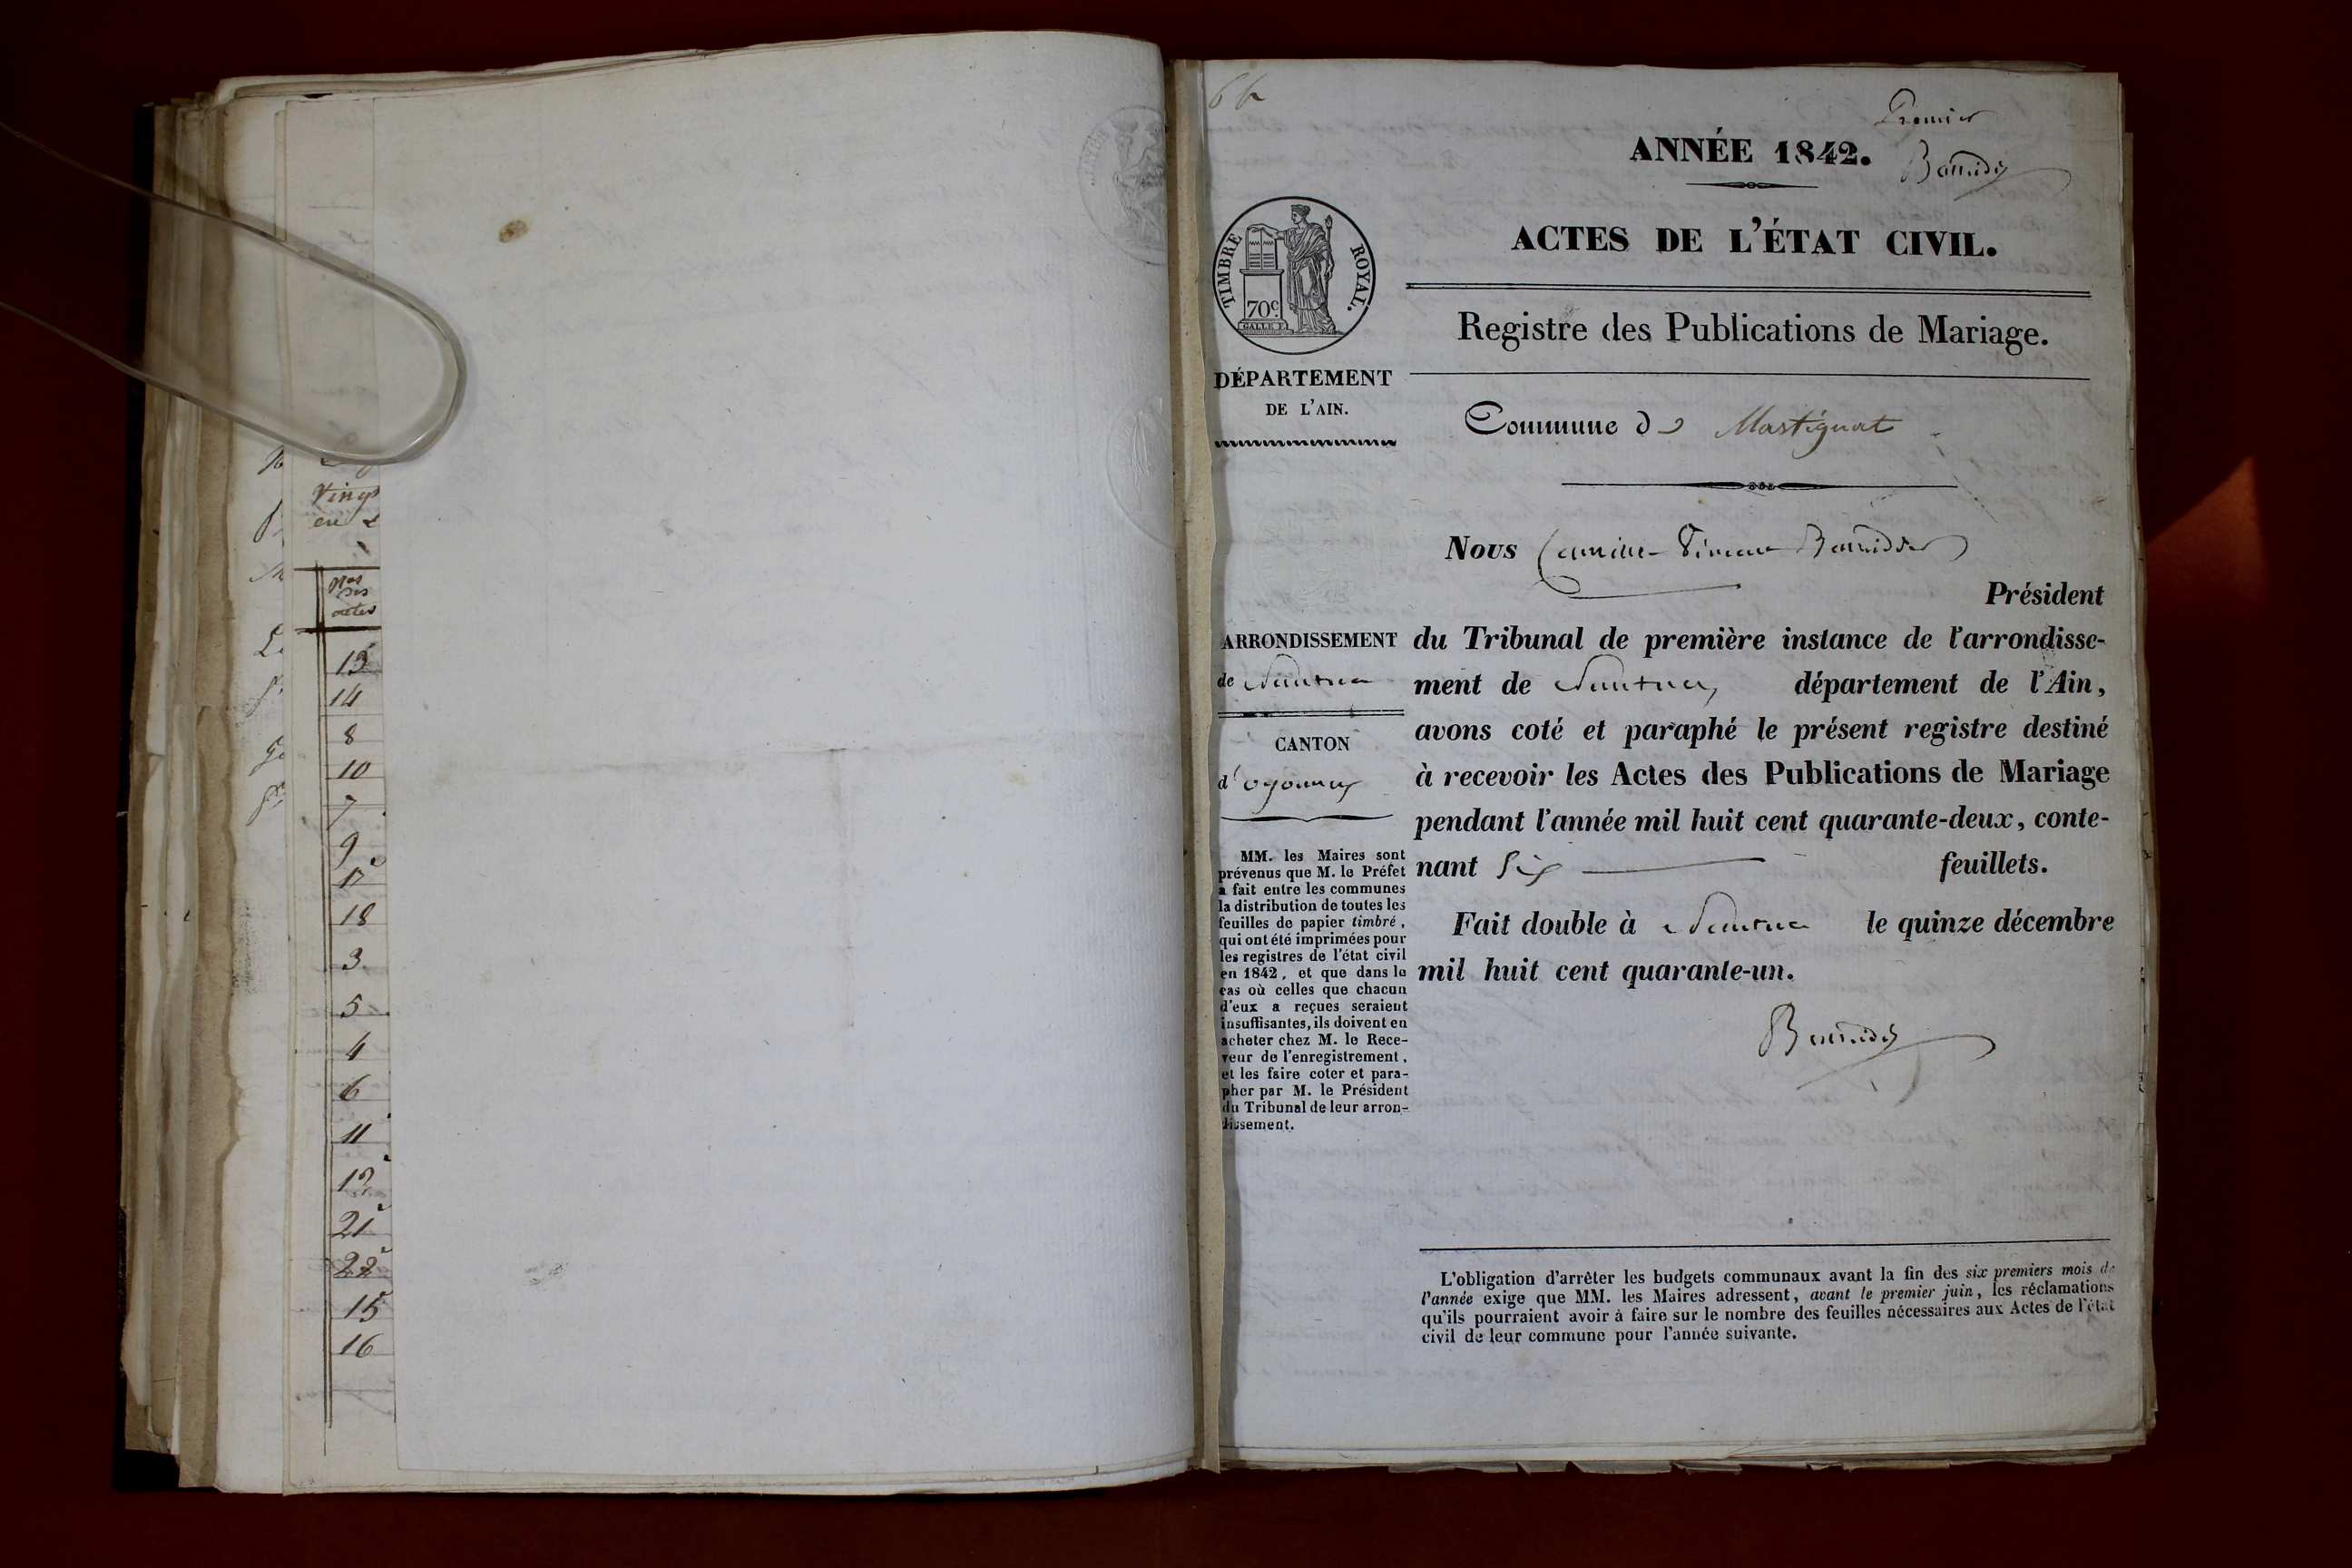 Ving
en
Nos
des
actes
13
14
8
10
7
9
17
18
3
5
4
6
11
12
21
22
15
16
Premier
ANNÉE 1842.
ACTES DE L'ÉTAT CIVIL.
TIMBRE ROYAL.
70c
Registre des Publications de Mariage.
DÉPARTEMENT
DE L'AIN.
Commune de Martignat
Nous
Président
ARRONDISSEMENT
de Nantua
CANTON
d'oyonnax
MM. les Maires sont
prévenus que M. le Préfet
a fait entre les communes
la distribution de toutes les
feuilles de papier timbré,
qui ont été imprimées pour
les registres de l'état civil
en 1842, et que dans le
cas où celles que chacun
d'eux a reçues seraient
insuffisantes, ils doivent en
acheter chez M. le Rece-
veur de l'enregistrement,
et les faire coter et para-
pher par M. le Président
du Tribunal de leur arron-
dissement.
du Tribunal de première instance de l'arrondisse-
ment de Nantua, département de l'Ain,
avons coté et paraphé le présent registre destiné
à recevoir les Actes des Publications de Mariage
pendant l'année mil huit cent quarante-deux, conte-
nant Six feuillets.
Fait double à Nantua le quinze décembre
mil huit cent quarante-un.
L'obligation d'arrêter les budgets communaux avant la fin des six premiers mois de
l'année exige que MM. les Maires adressent, avant le premier juin, les réclamations
qu'ils pourraient avoir à faire sur le nombre des feuilles nécessaires aux Actes de l'état
civil de leur commune pour l'année suivante.